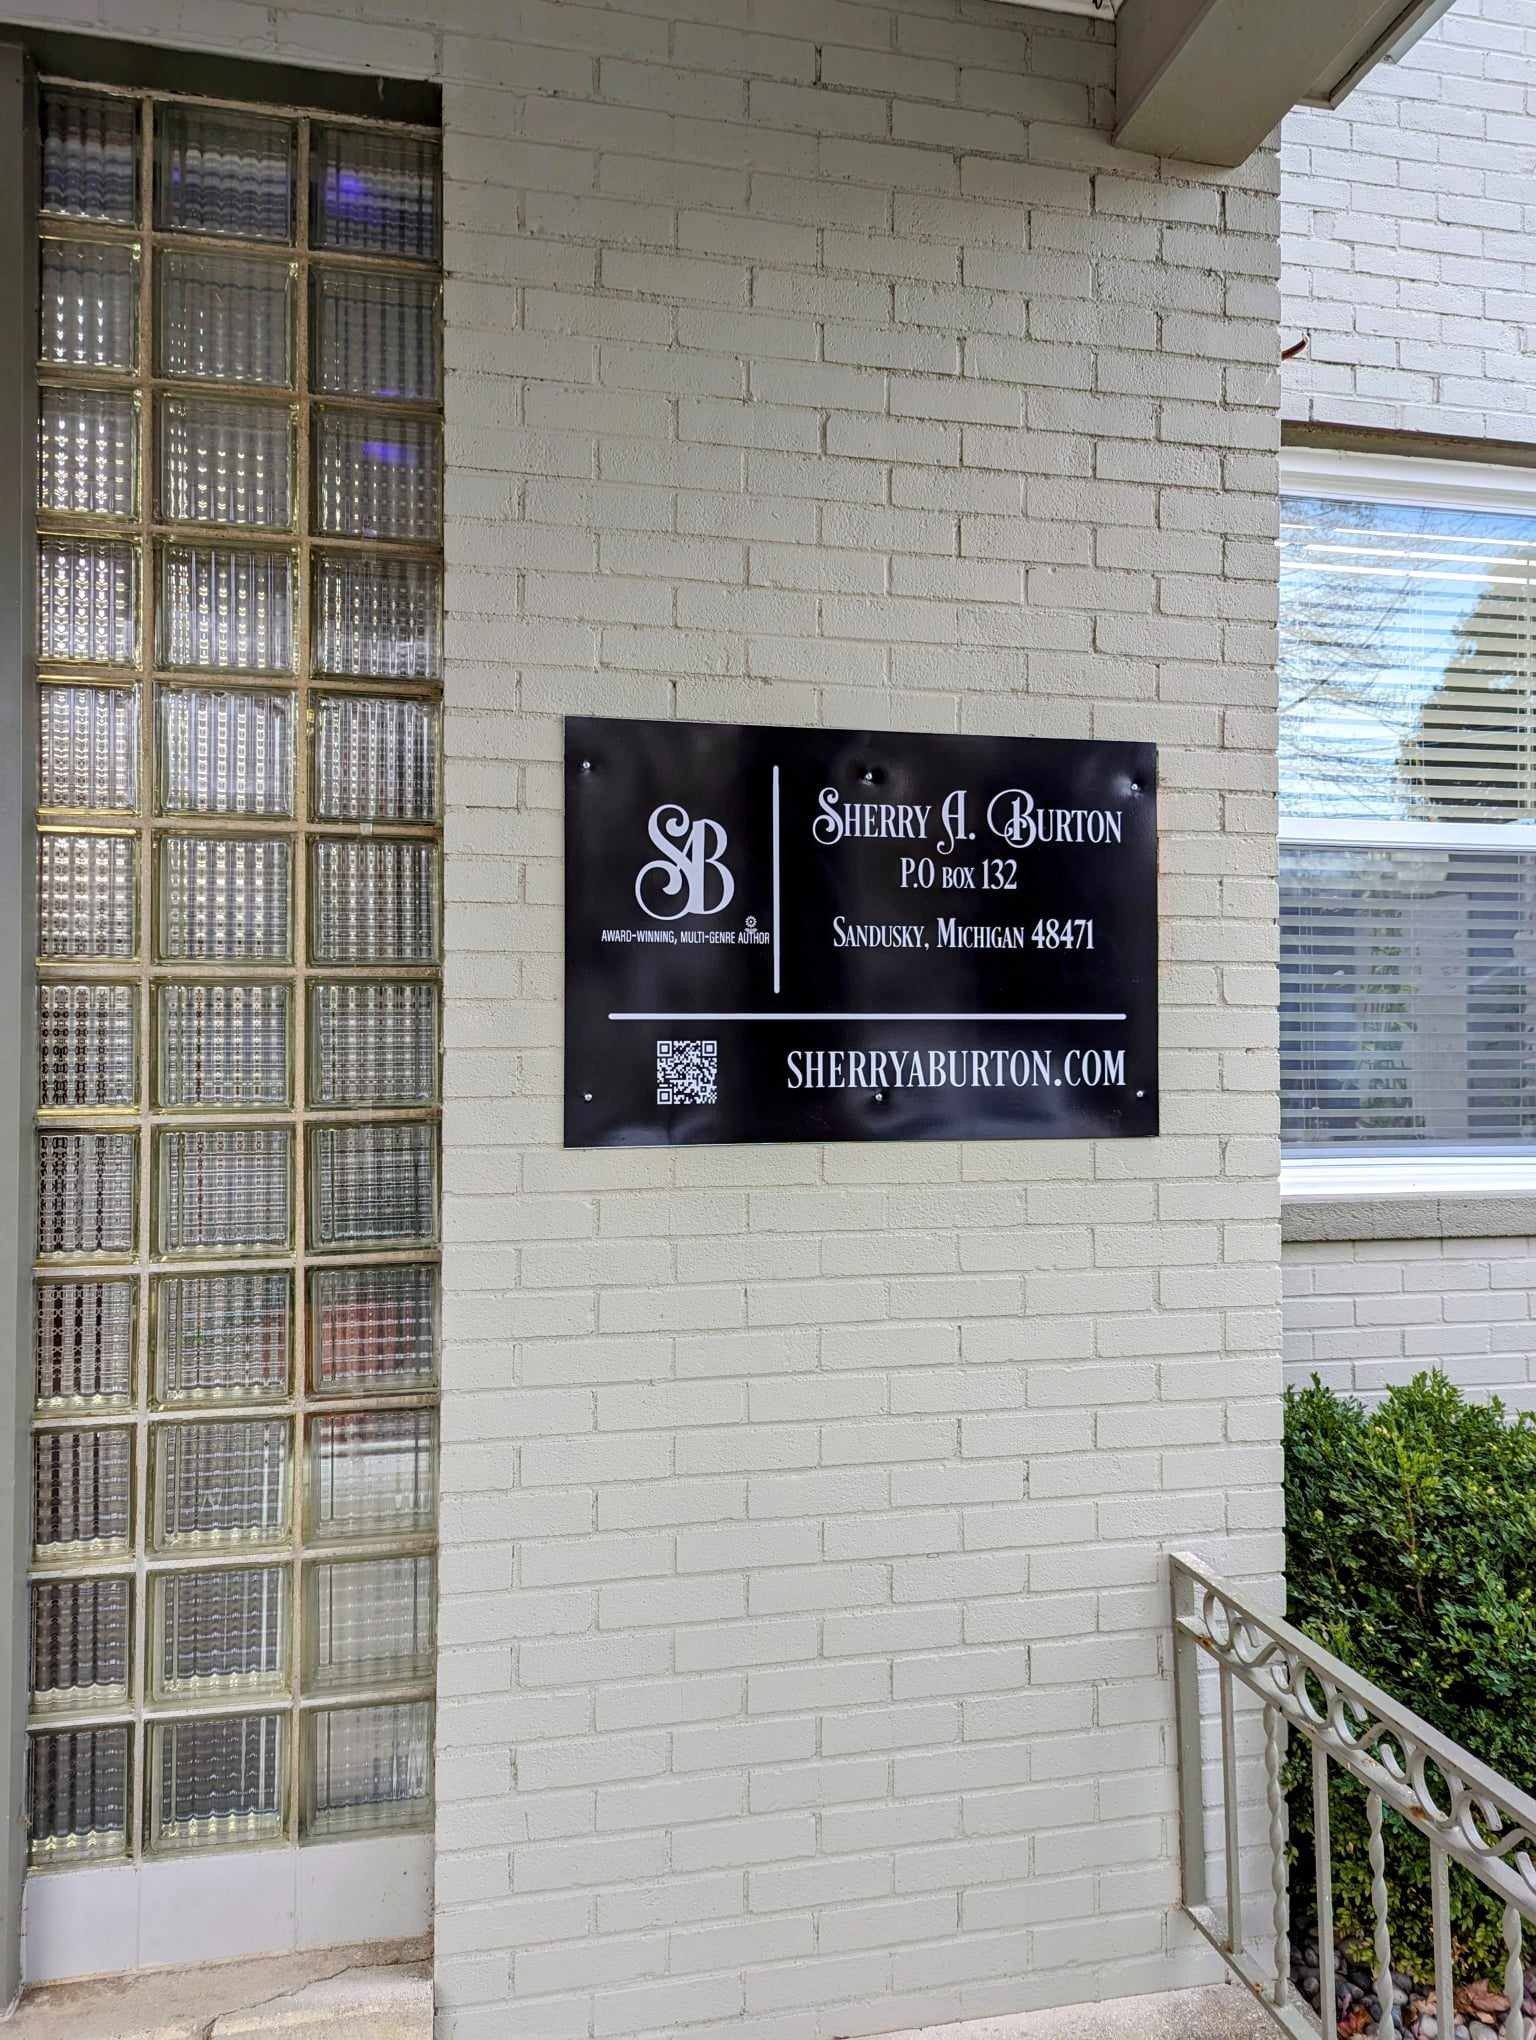 SB
AWARD-WINNING, MULTI-GENRE AUTHOR
SHERRY A. BURTON
P.O BOX 132
SANDUSKY, MICHIGAN 48471
SHERRYABURTON.COM